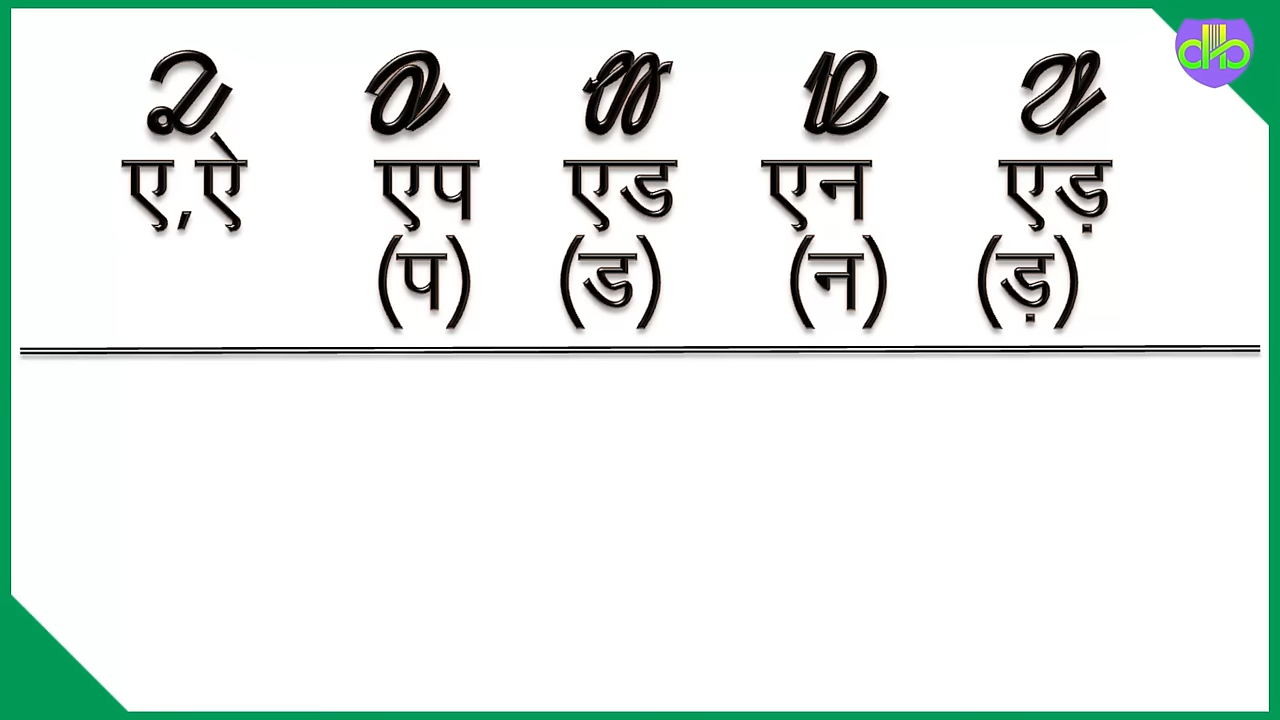 ᱮ ᱯ ᱰ ᱱ ᱲ
ए,ऐ एप एड एन एड़
(प) (ड) (न) (ड़)